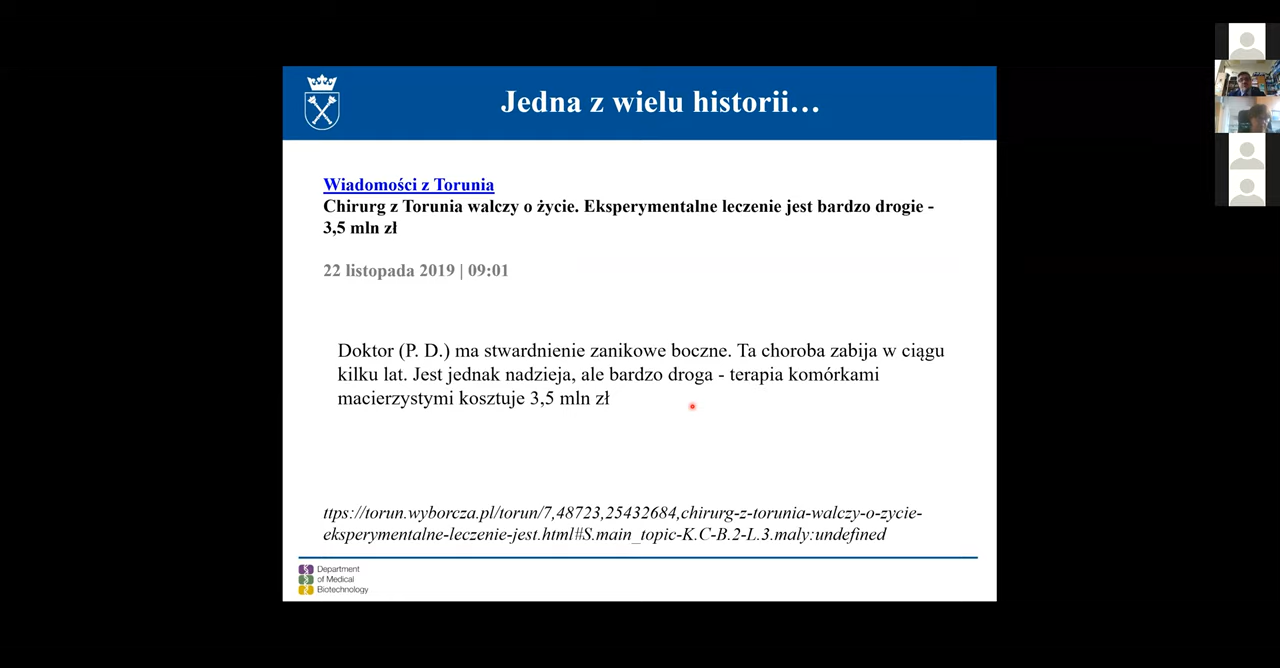 Jedna z wielu historii…
Wiadomości z Torunia
Chirurg z Torunia walczy o życie. Eksperymentalne leczenie jest bardzo drogie -
3,5 mln zł
22 listopada 2019 | 09:01
Doktor (P. D.) ma stwardnienie zanikowe boczne. Ta choroba zabija w ciągu
kilku lat. Jest jednak nadzieja, ale bardzo droga - terapia komórkami
macierzystymi kosztuje 3,5 mln zł
ttps://torun.wyborcza.pl/torun/7,48723,25432684,chirurg-z-torunia-walczy-o-zycie-
eksperymentalne-leczenie-jest.html#S.main_topic-K.C-B.2-L.3.maly:undefined
Department
of Medical
Biotechnology